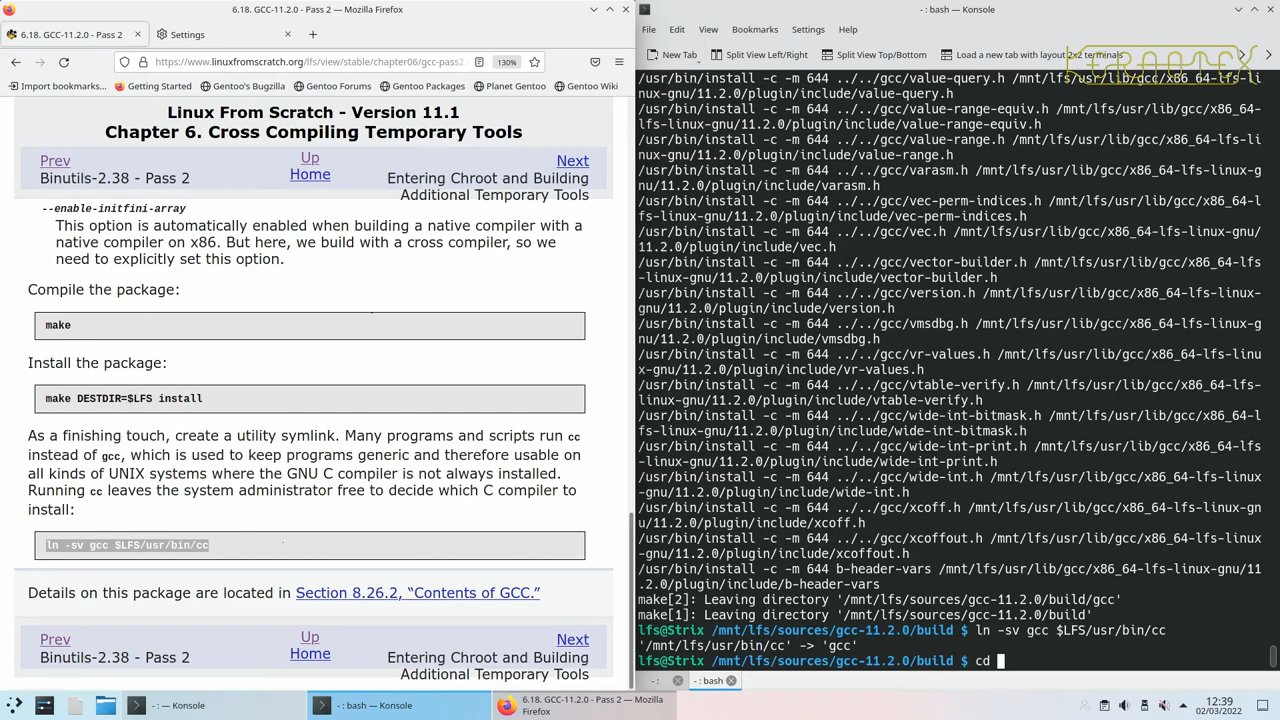 6.18. GCC-11.2.0 - Pass 2 — Mozilla Firefox
6.18. GCC-11.2.0 - Pass 2
Settings
https://www.linuxfromscratch.org/lfs/view/stable/chapter06/gcc-pass2
130%
Import bookmarks...
Getting Started
Gentoo's Bugzilla
Gentoo Forums
Gentoo Packages
Planet Gentoo
Gentoo Wiki
Linux From Scratch - Version 11.1
Chapter 6. Cross Compiling Temporary Tools
Prev
Up
Next
Binutils-2.38 - Pass 2
Home
Entering Chroot and Building
Additional Temporary Tools
--enable-initfini-array
This option is automatically enabled when building a native compiler with a
native compiler on x86. But here, we build with a cross compiler, so we
need to explicitly set this option.
Compile the package:
make
Install the package:
make DESTDIR=$LFS install
As a finishing touch, create a utility symlink. Many programs and scripts run cc
instead of gcc, which is used to keep programs generic and therefore usable on
all kinds of UNIX systems where the GNU C compiler is not always installed.
Running cc leaves the system administrator free to decide which C compiler to
install:
ln -sv gcc $LFS/usr/bin/cc
Details on this package are located in Section 8.26.2, “Contents of GCC.”
Prev
Up
Next
Binutils-2.38 - Pass 2
Home
Entering Chroot and Building
Additional Temporary Tools
- : bash — Konsole
File Edit View Bookmarks Settings Help
New Tab
Split View Left/Right
Split View Top/Bottom
Load a new tab with layout 2x2 terminals
/usr/bin/install -c -m 644 ../../gcc/value-query.h /mnt/lfs/usr/lib/gcc/x86_64-lfs-li
nux-gnu/11.2.0/plugin/include/value-query.h
/usr/bin/install -c -m 644 ../../gcc/value-range-equiv.h /mnt/lfs/usr/lib/gcc/x86_64-
lfs-linux-gnu/11.2.0/plugin/include/value-range-equiv.h
/usr/bin/install -c -m 644 ../../gcc/value-range.h /mnt/lfs/usr/lib/gcc/x86_64-lfs-li
nux-gnu/11.2.0/plugin/include/value-range.h
/usr/bin/install -c -m 644 ../../gcc/varasm.h /mnt/lfs/usr/lib/gcc/x86_64-lfs-linux-g
nu/11.2.0/plugin/include/varasm.h
/usr/bin/install -c -m 644 ../../gcc/vec-perm-indices.h /mnt/lfs/usr/lib/gcc/x86_64-l
fs-linux-gnu/11.2.0/plugin/include/vec-perm-indices.h
/usr/bin/install -c -m 644 ../../gcc/vec.h /mnt/lfs/usr/lib/gcc/x86_64-lfs-linux-gnu/
11.2.0/plugin/include/vec.h
/usr/bin/install -c -m 644 ../../gcc/vector-builder.h /mnt/lfs/usr/lib/gcc/x86_64-lfs
-linux-gnu/11.2.0/plugin/include/vector-builder.h
/usr/bin/install -c -m 644 ../../gcc/version.h /mnt/lfs/usr/lib/gcc/x86_64-lfs-linux-
gnu/11.2.0/plugin/include/version.h
/usr/bin/install -c -m 644 ../../gcc/vmsdbg.h /mnt/lfs/usr/lib/gcc/x86_64-lfs-linux-g
nu/11.2.0/plugin/include/vmsdbg.h
/usr/bin/install -c -m 644 ../../gcc/vr-values.h /mnt/lfs/usr/lib/gcc/x86_64-lfs-linu
x-gnu/11.2.0/plugin/include/vr-values.h
/usr/bin/install -c -m 644 ../../gcc/vtable-verify.h /mnt/lfs/usr/lib/gcc/x86_64-lfs-
linux-gnu/11.2.0/plugin/include/vtable-verify.h
/usr/bin/install -c -m 644 ../../gcc/wide-int-bitmask.h /mnt/lfs/usr/lib/gcc/x86_64-l
fs-linux-gnu/11.2.0/plugin/include/wide-int-bitmask.h
/usr/bin/install -c -m 644 ../../gcc/wide-int-print.h /mnt/lfs/usr/lib/gcc/x86_64-lfs
-linux-gnu/11.2.0/plugin/include/wide-int-print.h
/usr/bin/install -c -m 644 ../../gcc/wide-int.h /mnt/lfs/usr/lib/gcc/x86_64-lfs-linux
-gnu/11.2.0/plugin/include/wide-int.h
/usr/bin/install -c -m 644 ../../gcc/xcoff.h /mnt/lfs/usr/lib/gcc/x86_64-lfs-linux-gn
u/11.2.0/plugin/include/xcoff.h
/usr/bin/install -c -m 644 ../../gcc/xcoffout.h /mnt/lfs/usr/lib/gcc/x86_64-lfs-linux
-gnu/11.2.0/plugin/include/xcoffout.h
/usr/bin/install -c -m 644 b-header-vars /mnt/lfs/usr/lib/gcc/x86_64-lfs-linux-gnu/11
.2.0/plugin/include/b-header-vars
make[2]: Leaving directory '/mnt/lfs/sources/gcc-11.2.0/build/gcc'
make[1]: Leaving directory '/mnt/lfs/sources/gcc-11.2.0/build'
lfs@Strix /mnt/lfs/sources/gcc-11.2.0/build $ ln -sv gcc $LFS/usr/bin/cc
'/mnt/lfs/usr/bin/cc' -> 'gcc'
lfs@Strix /mnt/lfs/sources/gcc-11.2.0/build $ cd
- :
- : bash
- : — Konsole
- : bash — Konsole
6.18. GCC-11.2.0 - Pass 2 — Mozilla
Firefox
12:39
02/03/2022